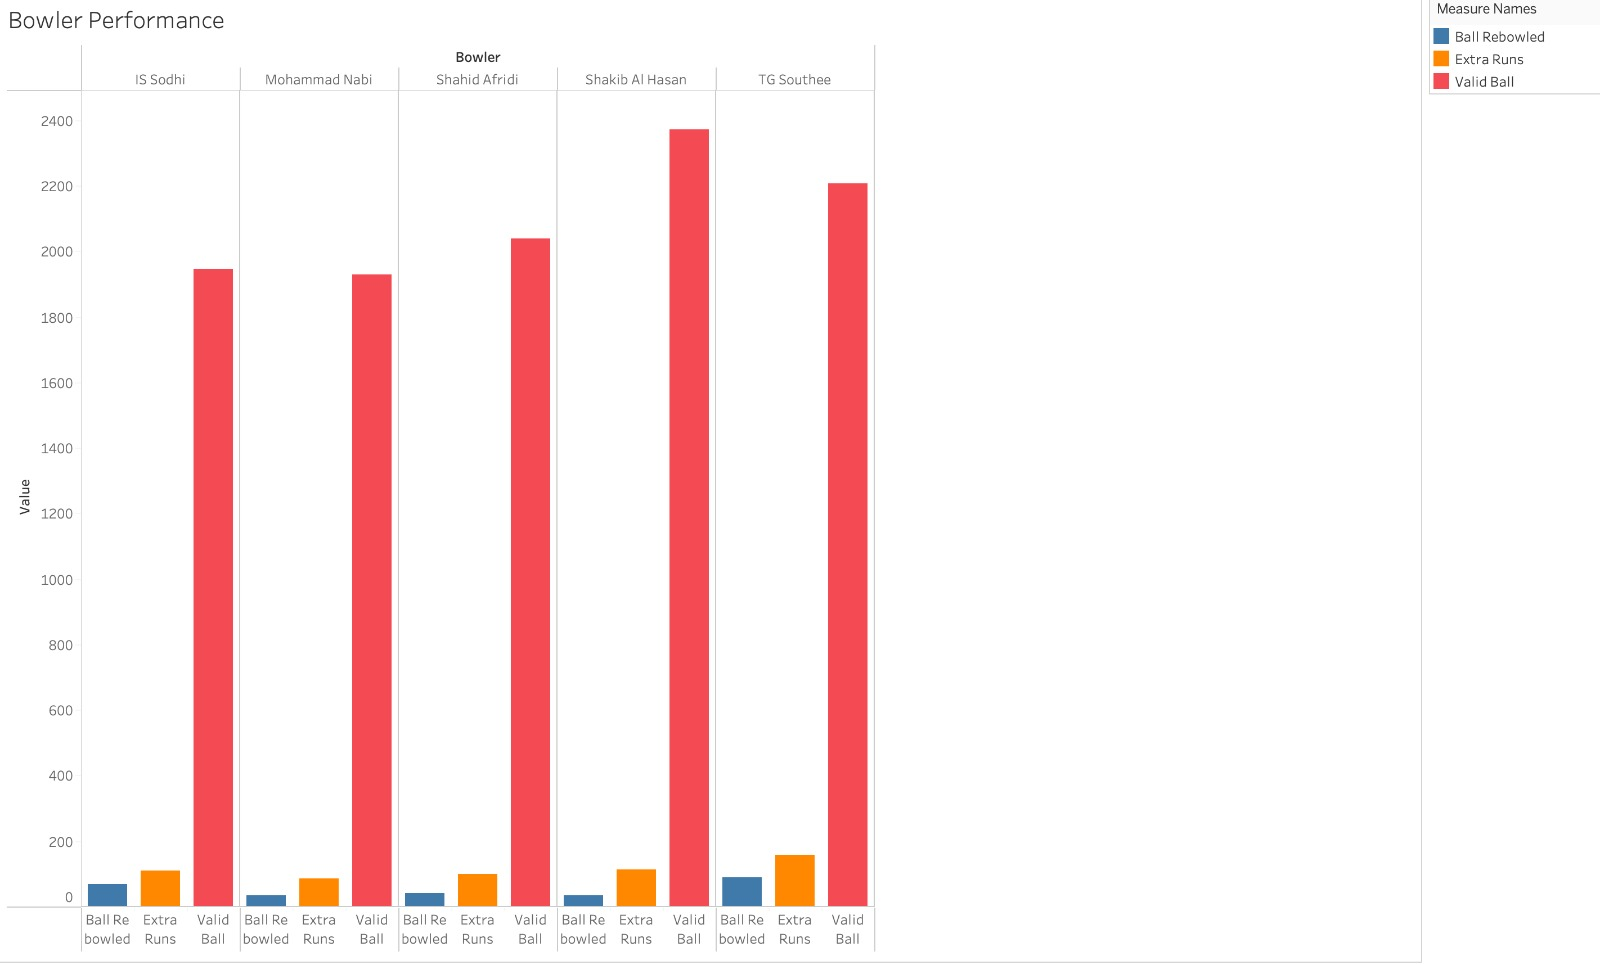 Bowler Performance
Measure Names
Ball Rebowled
Extra Runs
Valid Ball
Bowler
IS Sodhi
Mohammad Nabi
Shahid Afridi
Shakib Al Hasan
TG Southee
2400
2200
2000
1800
1600
1400
1200
1000
800
600
400
200
0
Value
Ball Re
bowled
Extra
Runs
Valid
Ball
Ball Re
bowled
Extra
Runs
Valid
Ball
Ball Re
bowled
Extra
Runs
Valid
Ball
Ball Re
bowled
Extra
Runs
Valid
Ball
Ball Re
bowled
Extra
Runs
Valid
Ball